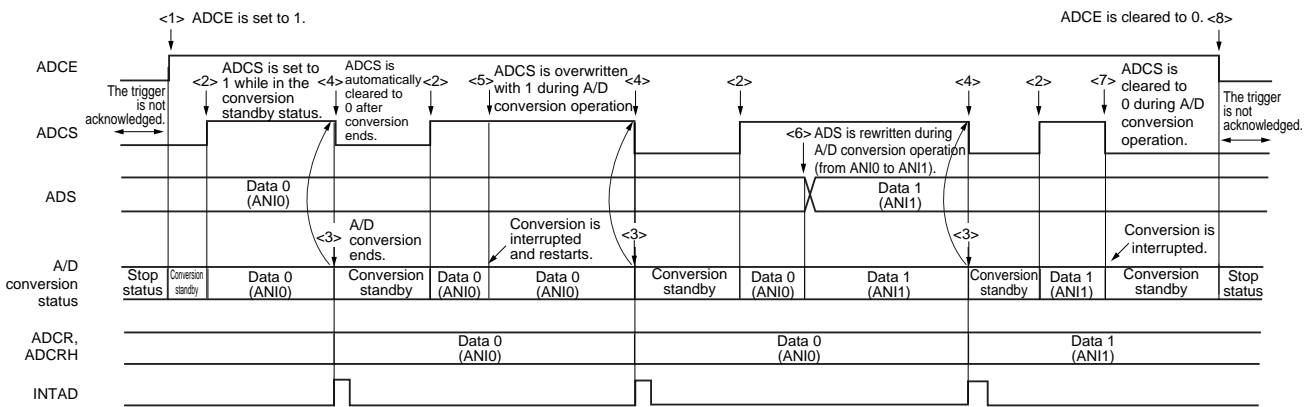 <1> ADCE is set to 1.
ADCE is cleared to 0. <8>
ADCE
The trigger
is not
acknowledged.
<2>
ADCS is set to
1 while in the
conversion
standby status.
<4>
ADCS is
automatically
cleared to
0 after
conversion
ends.
<2>
<5>
ADCS is overwritten
with 1 during A/D
conversion operation
<4>
<2>
<4>
<2>
<7>
ADCS is
cleared to
0 during A/D
conversion
operation.
The trigger
is not
acknowledged.
ADCS
<6> ADS is rewritten during
A/D conversion operation
(from ANI0 to ANI1).
ADS
Data 0
(ANI0)
Data 1
(ANI1)
<3>
A/D
conversion
ends.
Conversion is
interrupted
and restarts.
<3>
<3>
Conversion is
interrupted.
A/D
conversion
status
Stop
status
Conversion
standby
Data 0
(ANI0)
Conversion
standby
Data 0
(ANI0)
Data 0
(ANI0)
Conversion
standby
Data 0
(ANI0)
Data 1
(ANI1)
Conversion
standby
Data 1
(ANI1)
Conversion
standby
Stop
status
ADCR,
ADCRH
Data 0
(ANI0)
Data 0
(ANI0)
Data 1
(ANI1)
INTAD